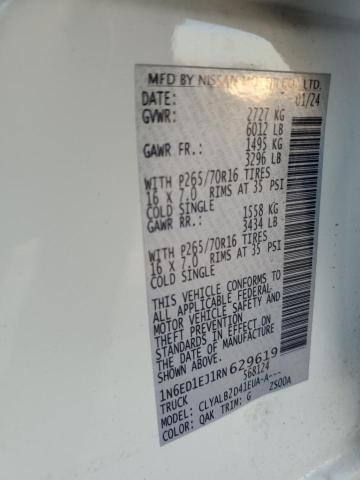 MFD BY NISSAN MOTOR CO., LTD.
DATE: 01/24
GVWR: 2727 KG
6012 LB
GAWR FR.: 1495 KG
3296 LB
WITH P265/70R16 TIRES
16 X 7.0 RIMS AT 35 PSI
COLD SINGLE
GAWR RR.: 1558 KG
3434 LB
WITH P265/70R16 TIRES
16 X 7.0 RIMS AT 35 PSI
COLD SINGLE
THIS VEHICLE CONFORMS TO
ALL APPLICABLE FEDERAL
MOTOR VEHICLE SAFETY AND
THEFT PREVENTION
STANDARDS IN EFFECT ON
THE DATE OF MANUFACTURE
SHOWN ABOVE.
1N6ED1EJ1RN629619
TRUCK 568124
MODEL: CLYALB2D41EUA-A---
COLOR: QAK TRIM: G ZS00A